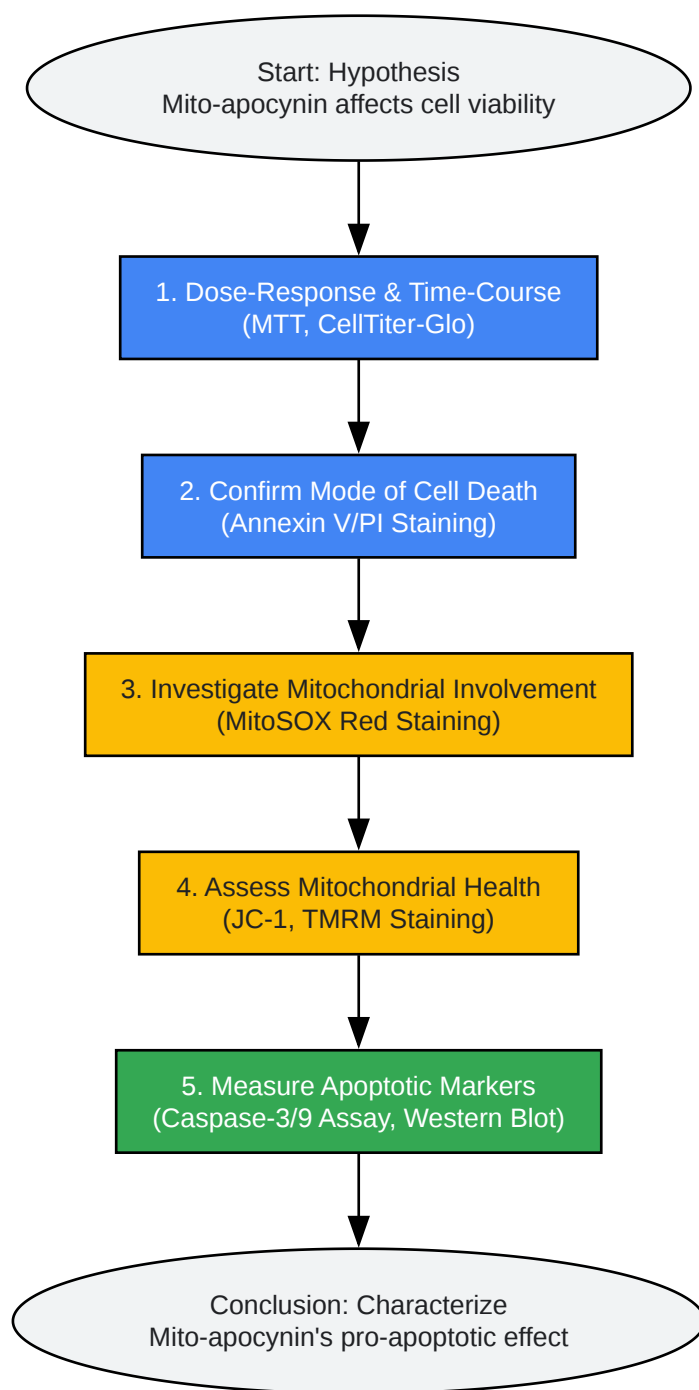 Start: Hypothesis
Mito-apocynin affects cell viability
1. Dose-Response & Time-Course
(MTT, CellTiter-Glo)
2. Confirm Mode of Cell Death
(Annexin V/PI Staining)
3. Investigate Mitochondrial Involvement
(MitoSOX Red Staining)
4. Assess Mitochondrial Health
(JC-1, TMRM Staining)
5. Measure Apoptotic Markers
(Caspase-3/9 Assay, Western Blot)
Conclusion: Characterize
Mito-apocynin's pro-apoptotic effect